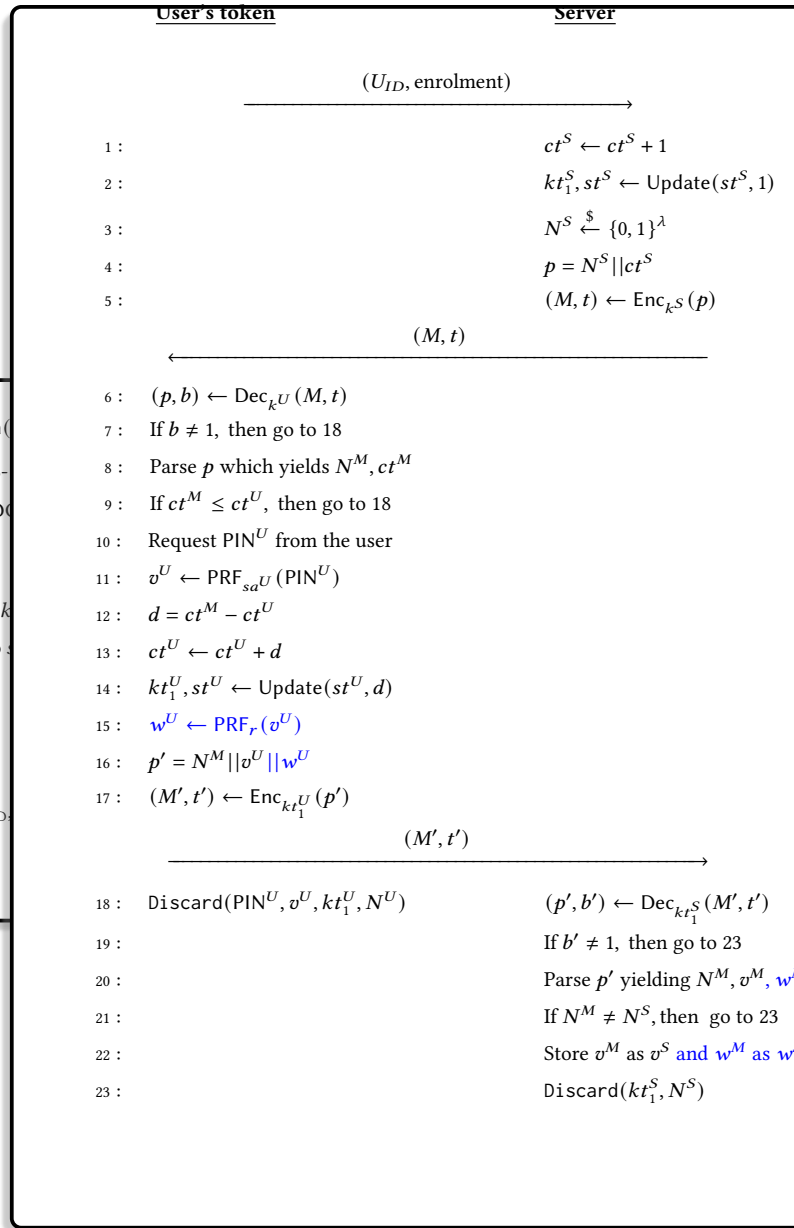 User's token Server
(U_ID, enrolment)
1 : ct^S ← ct^S + 1
2 : kt_1^S, st^S ← Update(st^S, 1)
3 : N^S ←$ {0, 1}^λ
4 : p = N^S||ct^S
5 : (M, t) ← Enc_{k^S}(p)
(M, t)
6 : (p, b) ← Dec_{k^U}(M, t)
7 : If b ≠ 1, then go to 18
8 : Parse p which yields N^M, ct^M
9 : If ct^M ≤ ct^U, then go to 18
10 : Request PIN^U from the user
11 : v^U ← PRF_{sa^U}(PIN^U)
12 : d = ct^M − ct^U
13 : ct^U ← ct^U + d
14 : kt_1^U, st^U ← Update(st^U, d)
15 : w^U ← PRF_r(v^U)
16 : p′ = N^M||v^U||w^U
17 : (M′, t′) ← Enc_{kt_1^U}(p′)
(M′, t′)
18 : Discard(PIN^U, v^U, kt_1^U, N^U) (p′, b′) ← Dec_{kt_1^S}(M′, t′)
19 : If b′ ≠ 1, then go to 23
20 : Parse p′ yielding N^M, v^M, w
21 : If N^M ≠ N^S, then go to 23
22 : Store v^M as v^S and w^M as w
23 : Discard(kt_1^S, N^S)